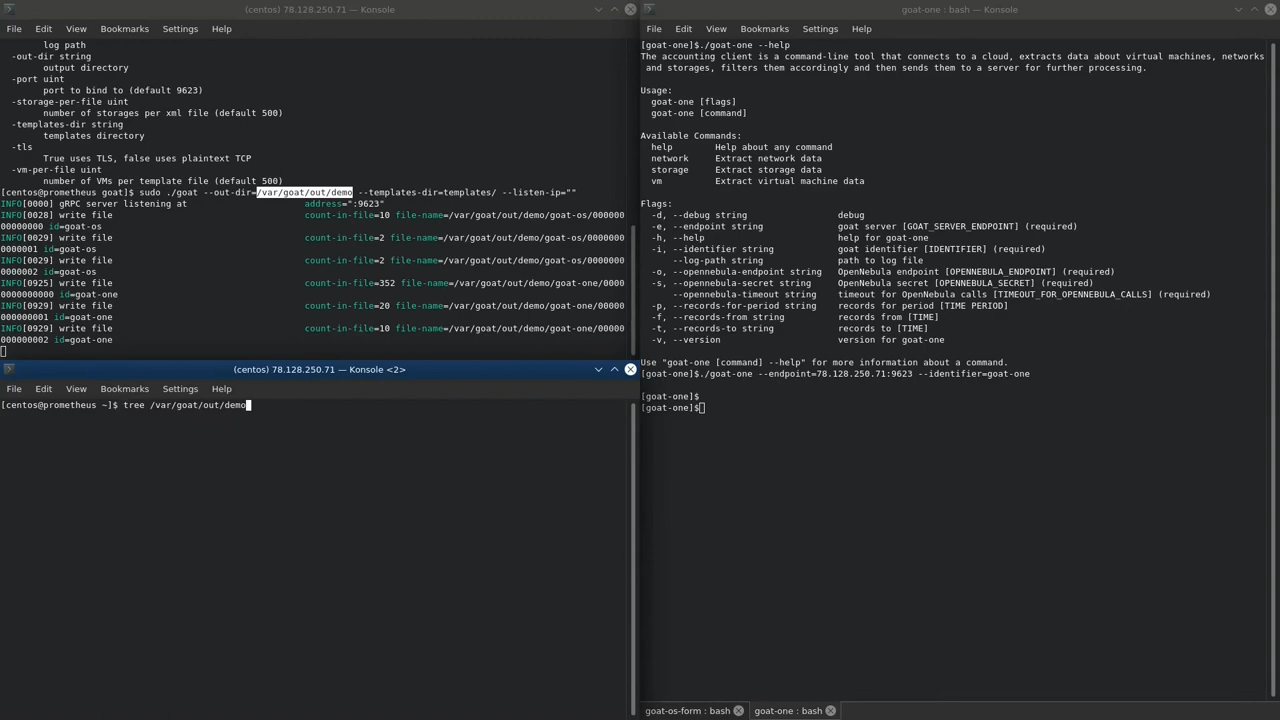 (centos) 78.128.250.71 — Konsole
File Edit View Bookmarks Settings Help
log path
-out-dir string
output directory
-port uint
port to bind to (default 9623)
-storage-per-file uint
number of storages per xml file (default 500)
-templates-dir string
templates directory
-tls
True uses TLS, false uses plaintext TCP
-vm-per-file uint
number of VMs per template file (default 500)
[centos@prometheus goat]$ sudo ./goat --out-dir=/var/goat/out/demo --templates-dir=templates/ --listen-ip=""
INFO[0000] gRPC server listening at address=":9623"
INFO[0028] write file count-in-file=10 file-name=/var/goat/out/demo/goat-os/000000
00000000 id=goat-os
INFO[0029] write file count-in-file=2 file-name=/var/goat/out/demo/goat-os/0000000
0000001 id=goat-os
INFO[0029] write file count-in-file=2 file-name=/var/goat/out/demo/goat-os/0000000
0000002 id=goat-os
INFO[0925] write file count-in-file=352 file-name=/var/goat/out/demo/goat-one/0000
0000000000 id=goat-one
INFO[0929] write file count-in-file=20 file-name=/var/goat/out/demo/goat-one/00000
000000001 id=goat-one
INFO[0929] write file count-in-file=10 file-name=/var/goat/out/demo/goat-one/00000
000000002 id=goat-one
(centos) 78.128.250.71 — Konsole <2>
File Edit View Bookmarks Settings Help
[centos@prometheus ~]$ tree /var/goat/out/demo
goat-one : bash — Konsole
File Edit View Bookmarks Settings Help
[goat-one]$./goat-one --help
The accounting client is a command-line tool that connects to a cloud, extracts data about virtual machines, networks
and storages, filters them accordingly and then sends them to a server for further processing.
Usage:
goat-one [flags]
goat-one [command]
Available Commands:
help Help about any command
network Extract network data
storage Extract storage data
vm Extract virtual machine data
Flags:
-d, --debug string debug
-e, --endpoint string goat server [GOAT_SERVER_ENDPOINT] (required)
-h, --help help for goat-one
-i, --identifier string goat identifier [IDENTIFIER] (required)
--log-path string path to log file
-o, --opennebula-endpoint string OpenNebula endpoint [OPENNEBULA_ENDPOINT] (required)
-s, --opennebula-secret string OpenNebula secret [OPENNEBULA_SECRET] (required)
--opennebula-timeout string timeout for OpenNebula calls [TIMEOUT_FOR_OPENNEBULA_CALLS] (required)
-p, --records-for-period string records for period [TIME PERIOD]
-f, --records-from string records from [TIME]
-t, --records-to string records to [TIME]
-v, --version version for goat-one
Use "goat-one [command] --help" for more information about a command.
[goat-one]$./goat-one --endpoint=78.128.250.71:9623 --identifier=goat-one
[goat-one]$
[goat-one]$
goat-os-form : bash goat-one : bash